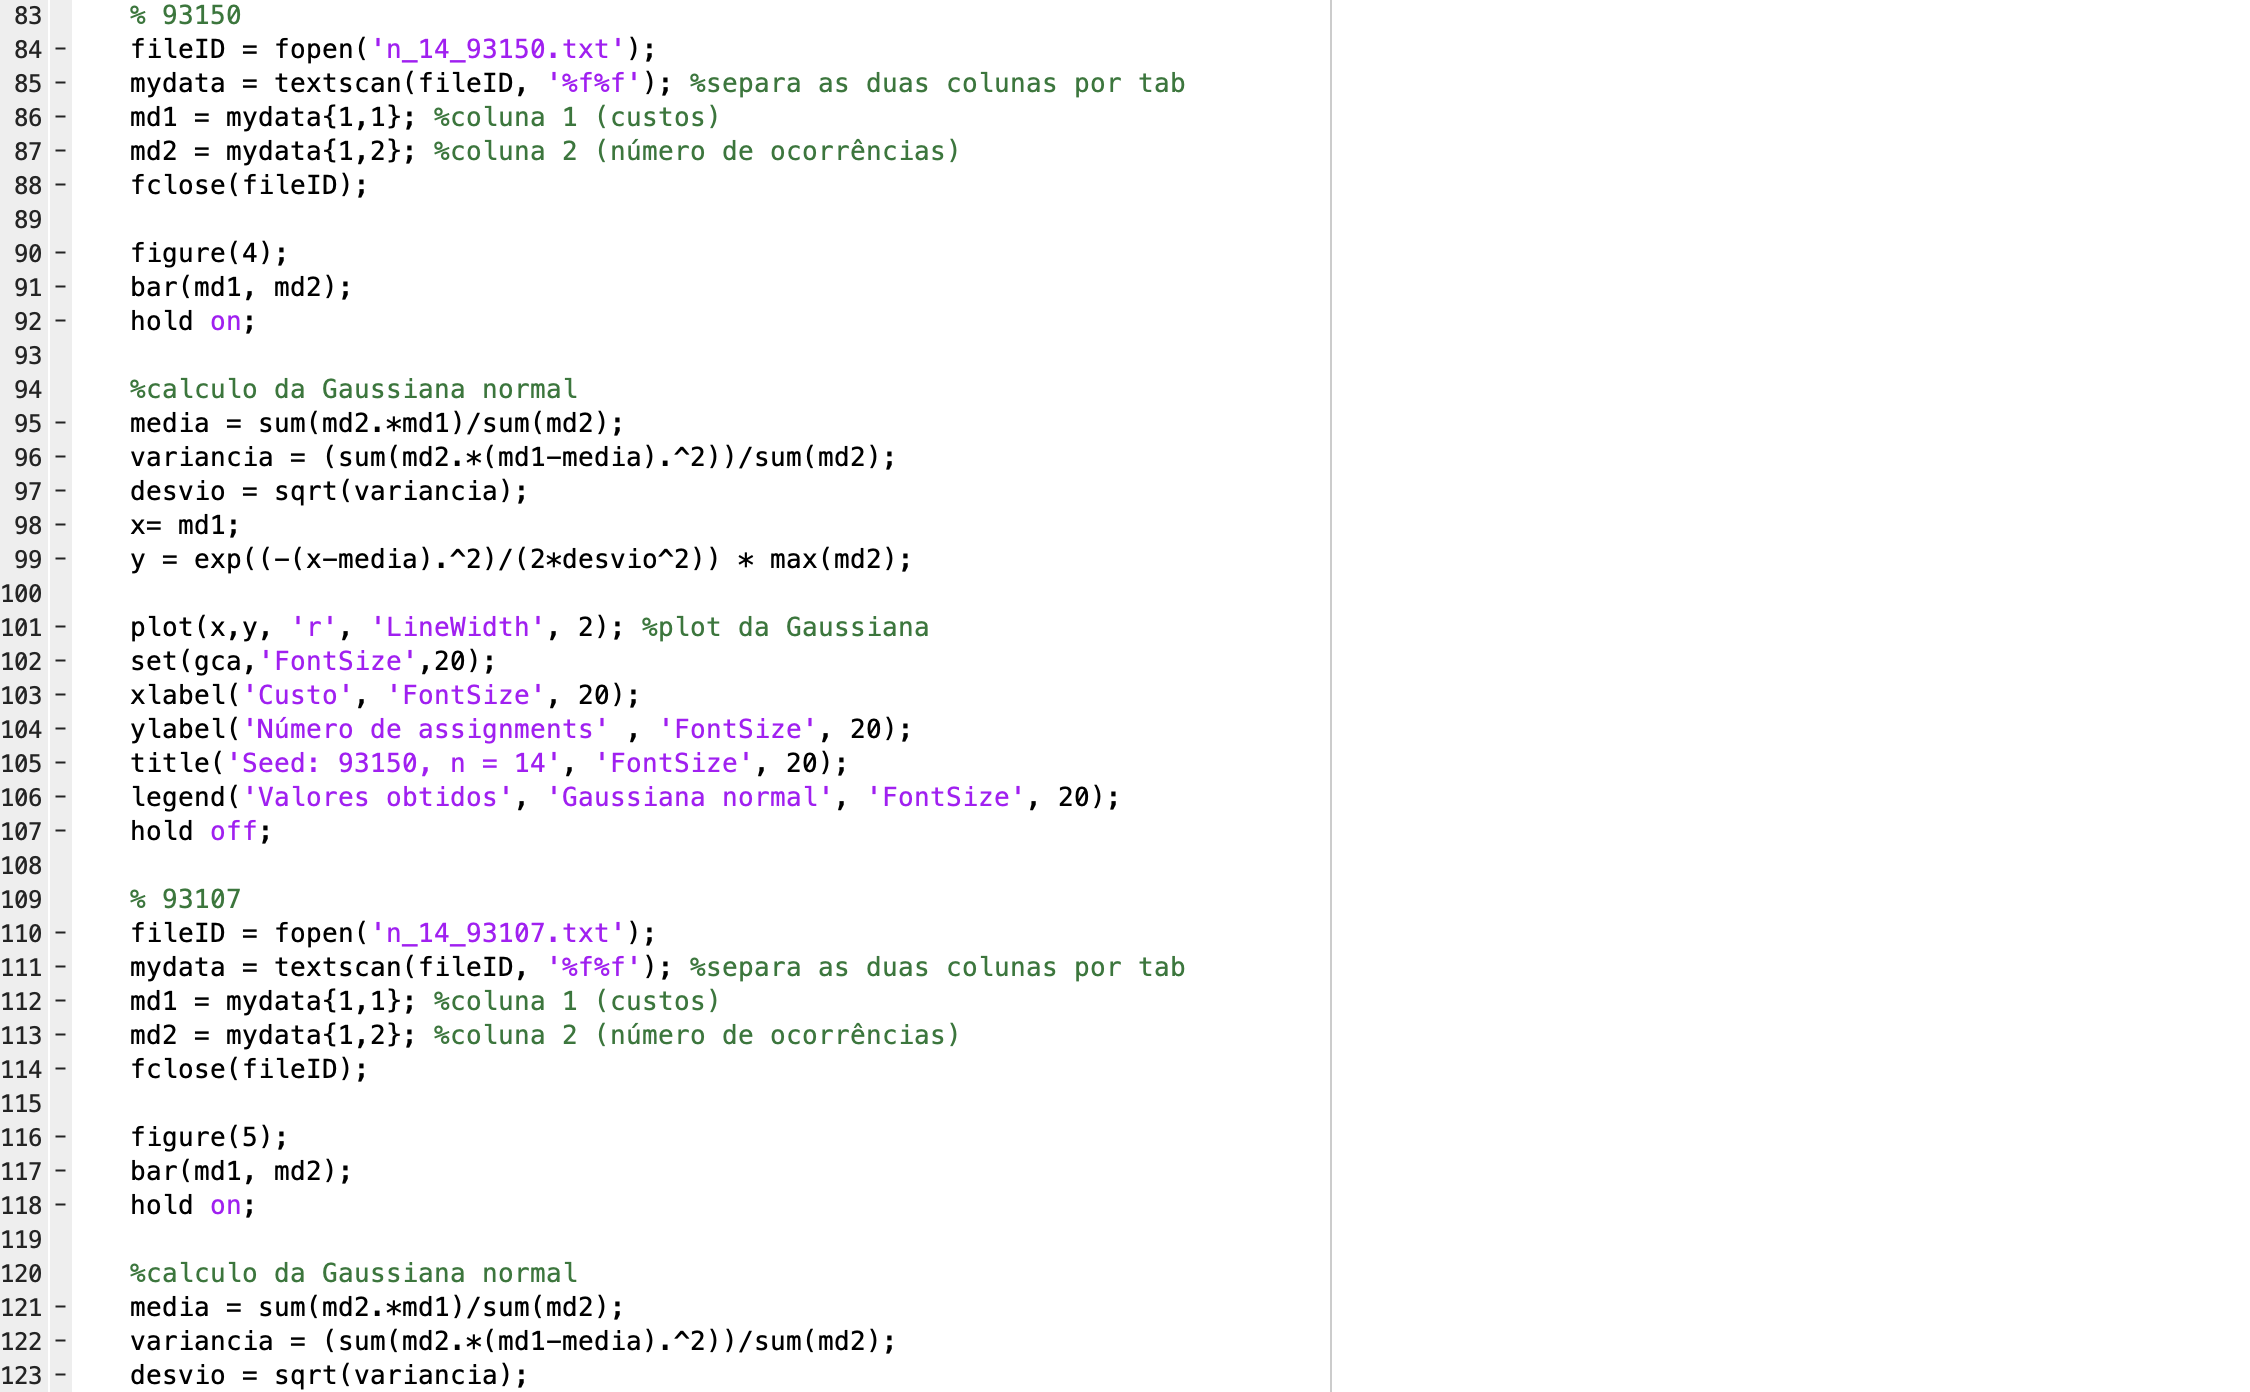 83 % 93150
84 - fileID = fopen('n_14_93150.txt');
85 - mydata = textscan(fileID, '%f%f'); %separa as duas colunas por tab
86 - md1 = mydata{1,1}; %coluna 1 (custos)
87 - md2 = mydata{1,2}; %coluna 2 (número de ocorrências)
88 - fclose(fileID);
89
90 - figure(4);
91 - bar(md1, md2);
92 - hold on;
93
94 %calculo da Gaussiana normal
95 - media = sum(md2.*md1)/sum(md2);
96 - variancia = (sum(md2.*(md1-media).^2))/sum(md2);
97 - desvio = sqrt(variancia);
98 - x= md1;
99 - y = exp((-(x-media).^2)/(2*desvio^2)) * max(md2);
100
101 - plot(x,y, 'r', 'LineWidth', 2); %plot da Gaussiana
102 - set(gca,'FontSize',20);
103 - xlabel('Custo', 'FontSize', 20);
104 - ylabel('Número de assignments' , 'FontSize', 20);
105 - title('Seed: 93150, n = 14', 'FontSize', 20);
106 - legend('Valores obtidos', 'Gaussiana normal', 'FontSize', 20);
107 - hold off;
108
109 % 93107
110 - fileID = fopen('n_14_93107.txt');
111 - mydata = textscan(fileID, '%f%f'); %separa as duas colunas por tab
112 - md1 = mydata{1,1}; %coluna 1 (custos)
113 - md2 = mydata{1,2}; %coluna 2 (número de ocorrências)
114 - fclose(fileID);
115
116 - figure(5);
117 - bar(md1, md2);
118 - hold on;
119
120 %calculo da Gaussiana normal
121 - media = sum(md2.*md1)/sum(md2);
122 - variancia = (sum(md2.*(md1-media).^2))/sum(md2);
123 - desvio = sqrt(variancia);